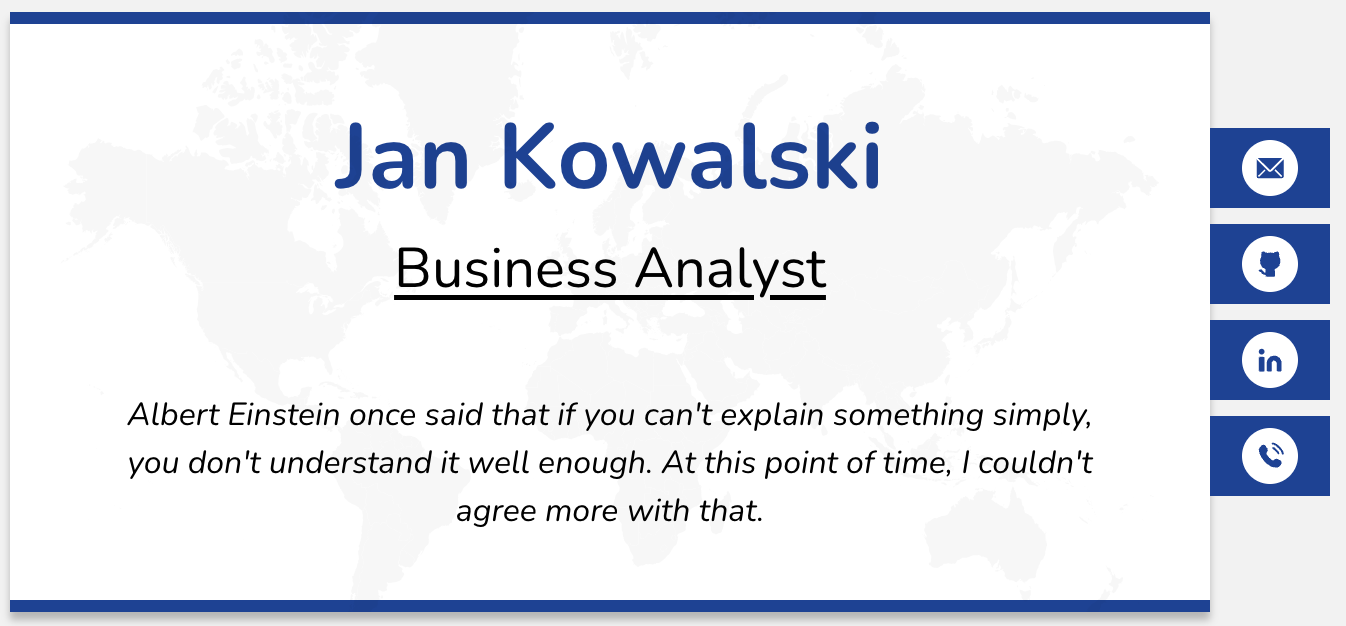 Jan Kowalski
Business Analyst
Albert Einstein once said that if you can't explain something simply,
you don't understand it well enough. At this point of time, I couldn't
agree more with that.
in